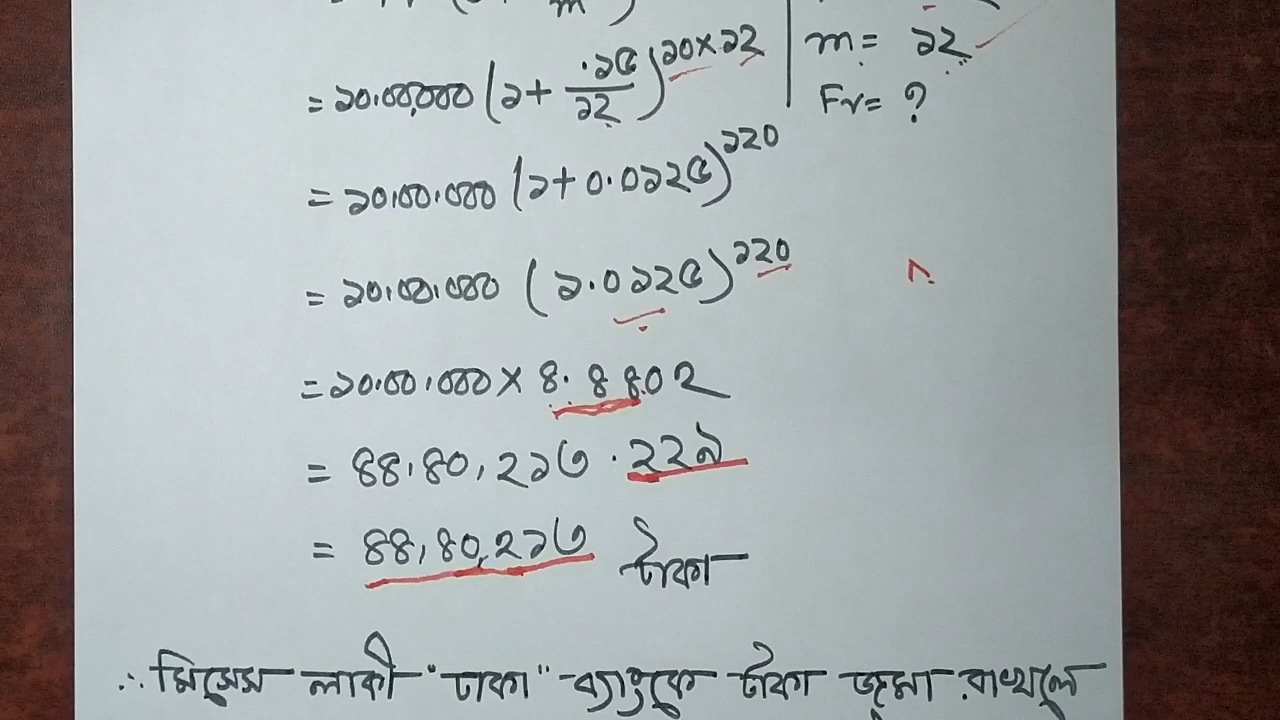 m
= ১০,০০,০০০ (১ + .১৫/১২)^১০×১২
m = ১২
Fv = ?
= ১০,০০,০০০ (১ + ০.০১২৫)^১২০
= ১০,০০,০০০ (১.০১২৫)^১২০
= ১০,০০,০০০ × ৪.৪৪০২
= ৪৪,৪০,২১৩.২২৯
= ৪৪,৪০,২১৩ টাকা
∴ মিসেস লাকী "ঢাকা" ব্যাংকে টাকা জমা রাখলে